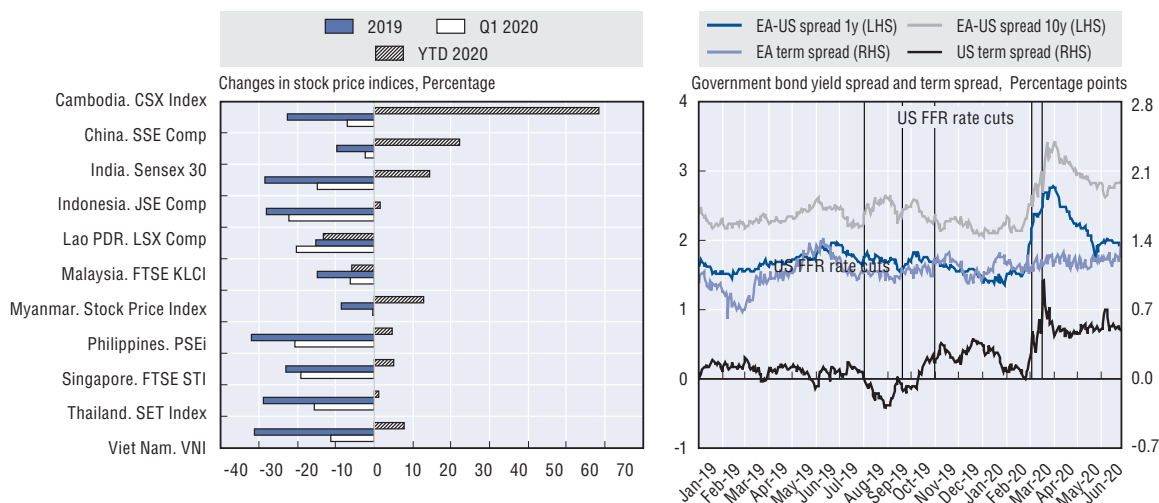 2019 Q1 2020
YTD 2020
Changes in stock price indices, Percentage
Cambodia. CSX Index
China. SSE Comp
India. Sensex 30
Indonesia. JSE Comp
Lao PDR. LSX Comp
Malaysia. FTSE KLCI
Myanmar. Stock Price Index
Philippines. PSEi
Singapore. FTSE STI
Thailand. SET Index
Viet Nam. VNI
-40 -30 -20 -10 0 10 20 30 40 50 60 70
EA-US spread 1y (LHS) EA-US spread 10y (LHS)
EA term spread (RHS) US term spread (RHS)
Government bond yield spread and term spread, Percentage points
4 2.8
US FFR rate cuts
3 2.1
2 1.4
US FFR rate cuts
1 0.7
0 0.0
-1 -0.7
Jan-19 Feb-19 Mar-19 Apr-19 May-19 Jun-19 Jul-19 Aug-19 Sep-19 Oct-19 Nov-19 Dec-19 Jan-20 Feb-20 Mar-20 Apr-20 May-20 Jun-20